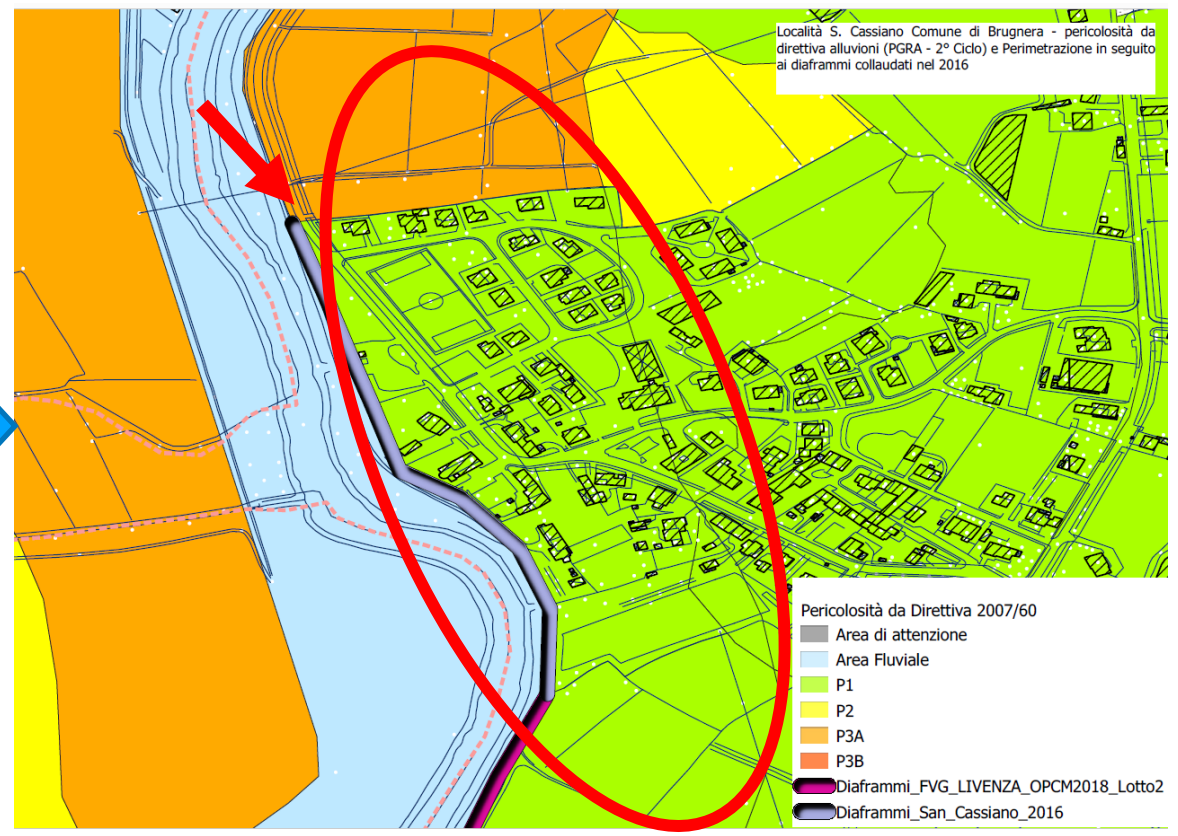 Località S. Cassiano Comune di Brugnera - pericolosità da
direttiva alluvioni (PGRA - 2° Ciclo) e Perimetrazione in seguito
ai diaframmi collaudati nel 2016
Pericolosità da Direttiva 2007/60
Area di attenzione
Area Fluviale
P1
P2
P3A
P3B
Diaframmi_FVG_LIVENZA_OPCM2018_Lotto2
Diaframmi_San_Cassiano_2016